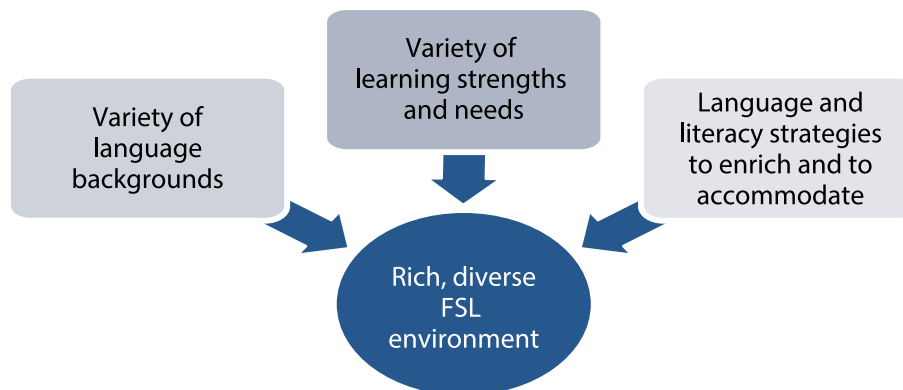 Variety of
language
backgrounds
Variety of
learning strengths
and needs
Language and
literacy strategies
to enrich and to
accommodate
Rich, diverse
FSL
environment